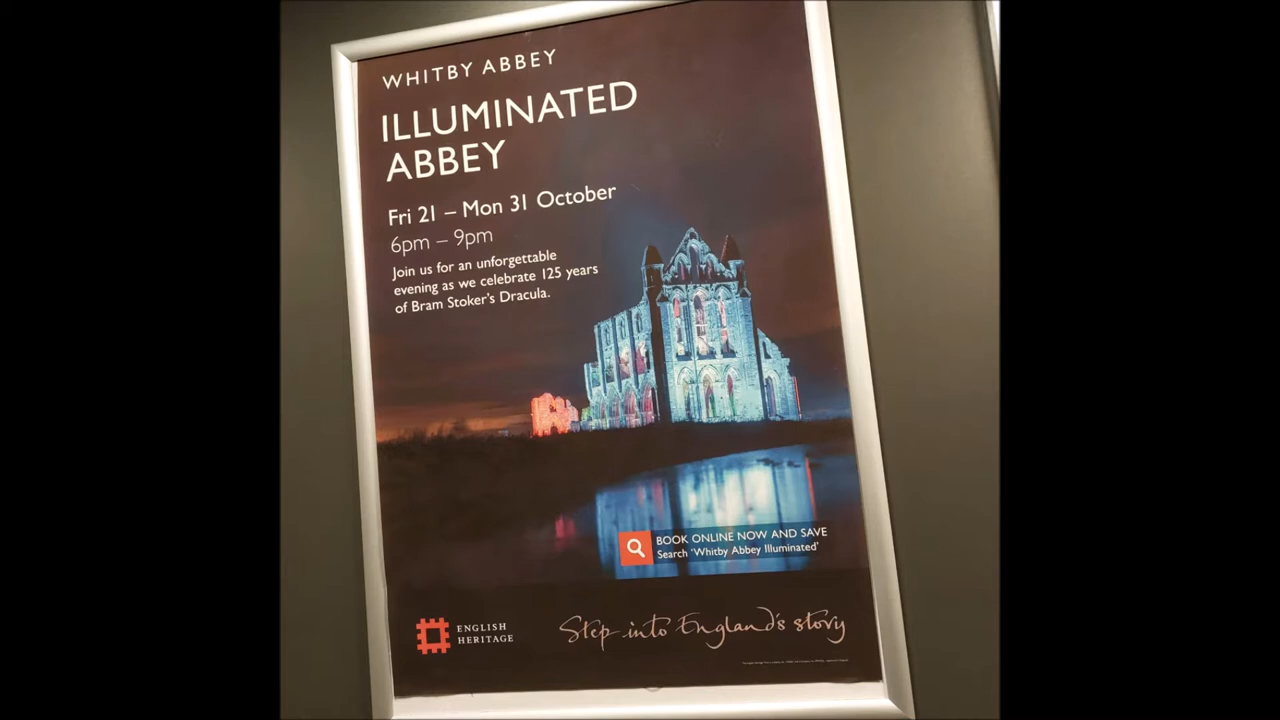 WHITBY ABBEY
ILLUMINATED
ABBEY
Fri 21 – Mon 31 October
6pm – 9pm
Join us for an unforgettable
evening as we celebrate 125 years
of Bram Stoker's Dracula.
BOOK ONLINE NOW AND SAVE
Search 'Whitby Abbey Illuminated'
ENGLISH
HERITAGE
Step into England's story